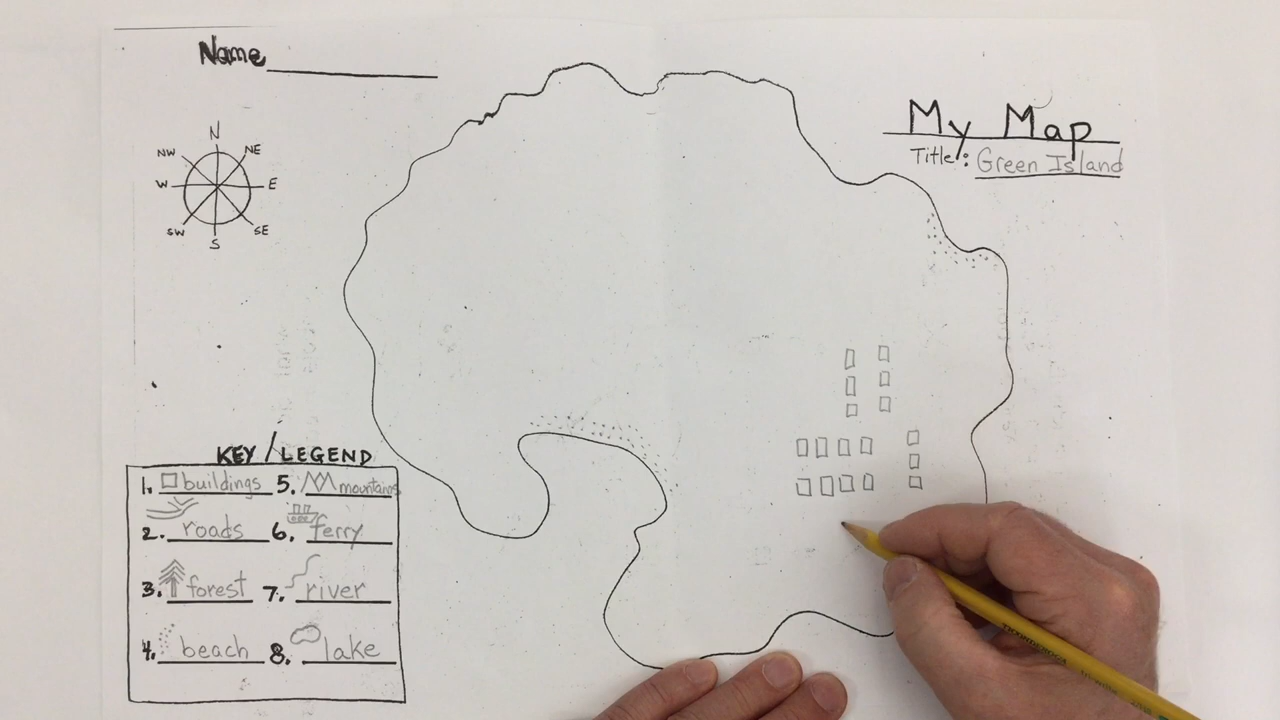 Name
My Map
Title: Green Island
N
NW NE
W E
SW SE
S
KEY/LEGEND
1. buildings 5. mountains
2. roads 6. ferry
3. forest 7. river
4. beach 8. lake
TICONDEROGA